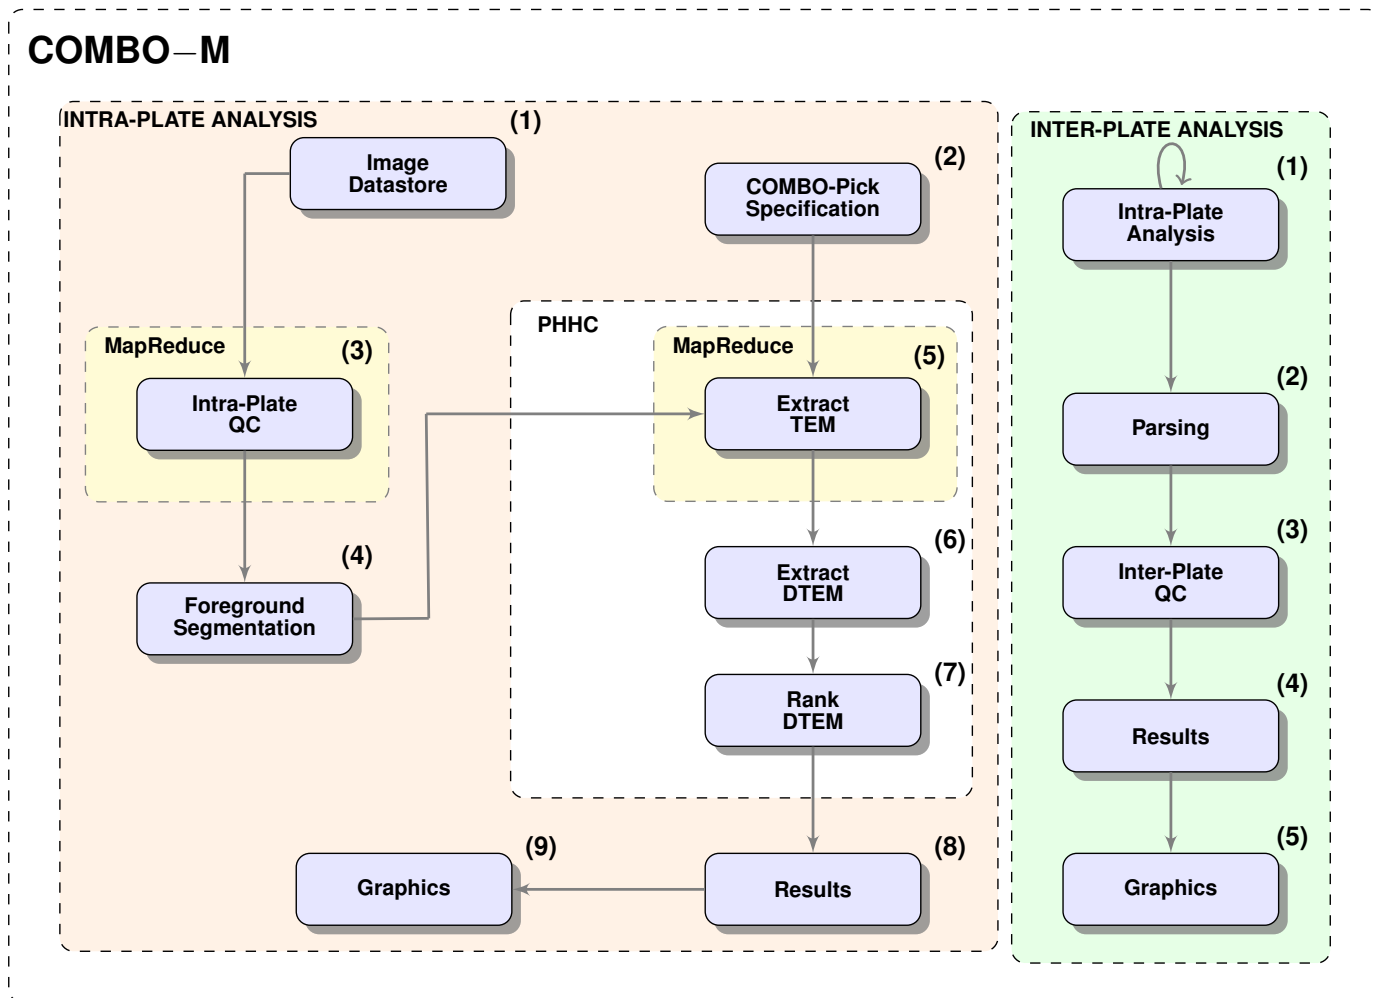 COMBO−M
INTRA-PLATE ANALYSIS
(1)
Image
Datastore
(2)
COMBO-Pick
Specification
MapReduce
(3)
Intra-Plate
QC
(4)
Foreground
Segmentation
PHHC
MapReduce
(5)
Extract
TEM
(6)
Extract
DTEM
(7)
Rank
DTEM
(8)
Results
(9)
Graphics
INTER-PLATE ANALYSIS
(1)
Intra-Plate
Analysis
(2)
Parsing
(3)
Inter-Plate
QC
(4)
Results
(5)
Graphics